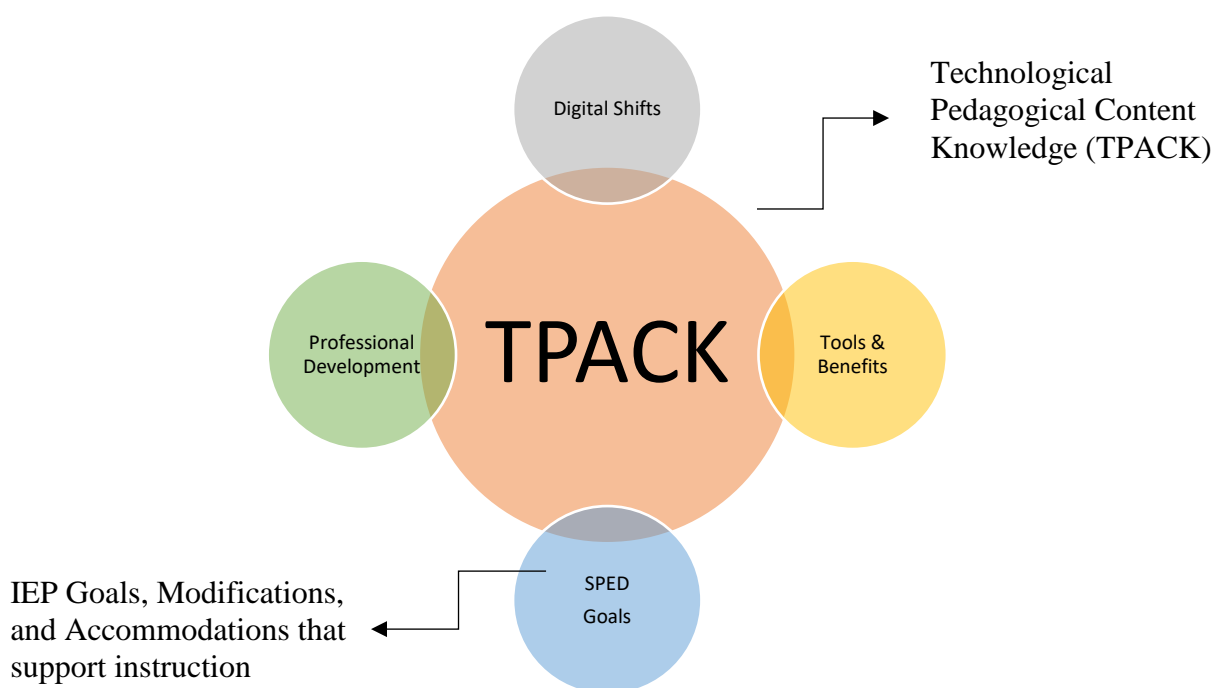 Digital Shifts
Technological
Pedagogical Content
Knowledge (TPACK)
Professional
Development
TPACK
Tools &
Benefits
SPED
Goals
IEP Goals, Modifications,
and Accommodations that
support instruction